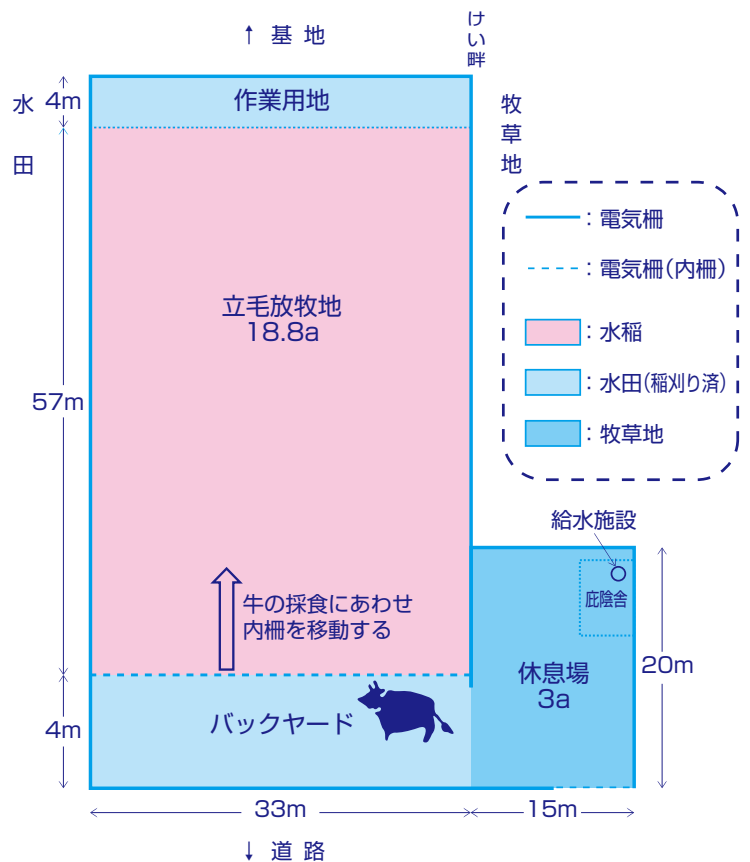 ↑ 基地
けい畔
水田
4m
作業用地
牧草地
：電気柵
：電気柵(内柵)
：水稲
：水田(稲刈り済)
：牧草地
立毛放牧地
18.8a
57m
給水施設
庇陰舎
牛の採食にあわせ
内柵を移動する
休息場
3a
20m
バックヤード
4m
33m
15m
↓ 道路